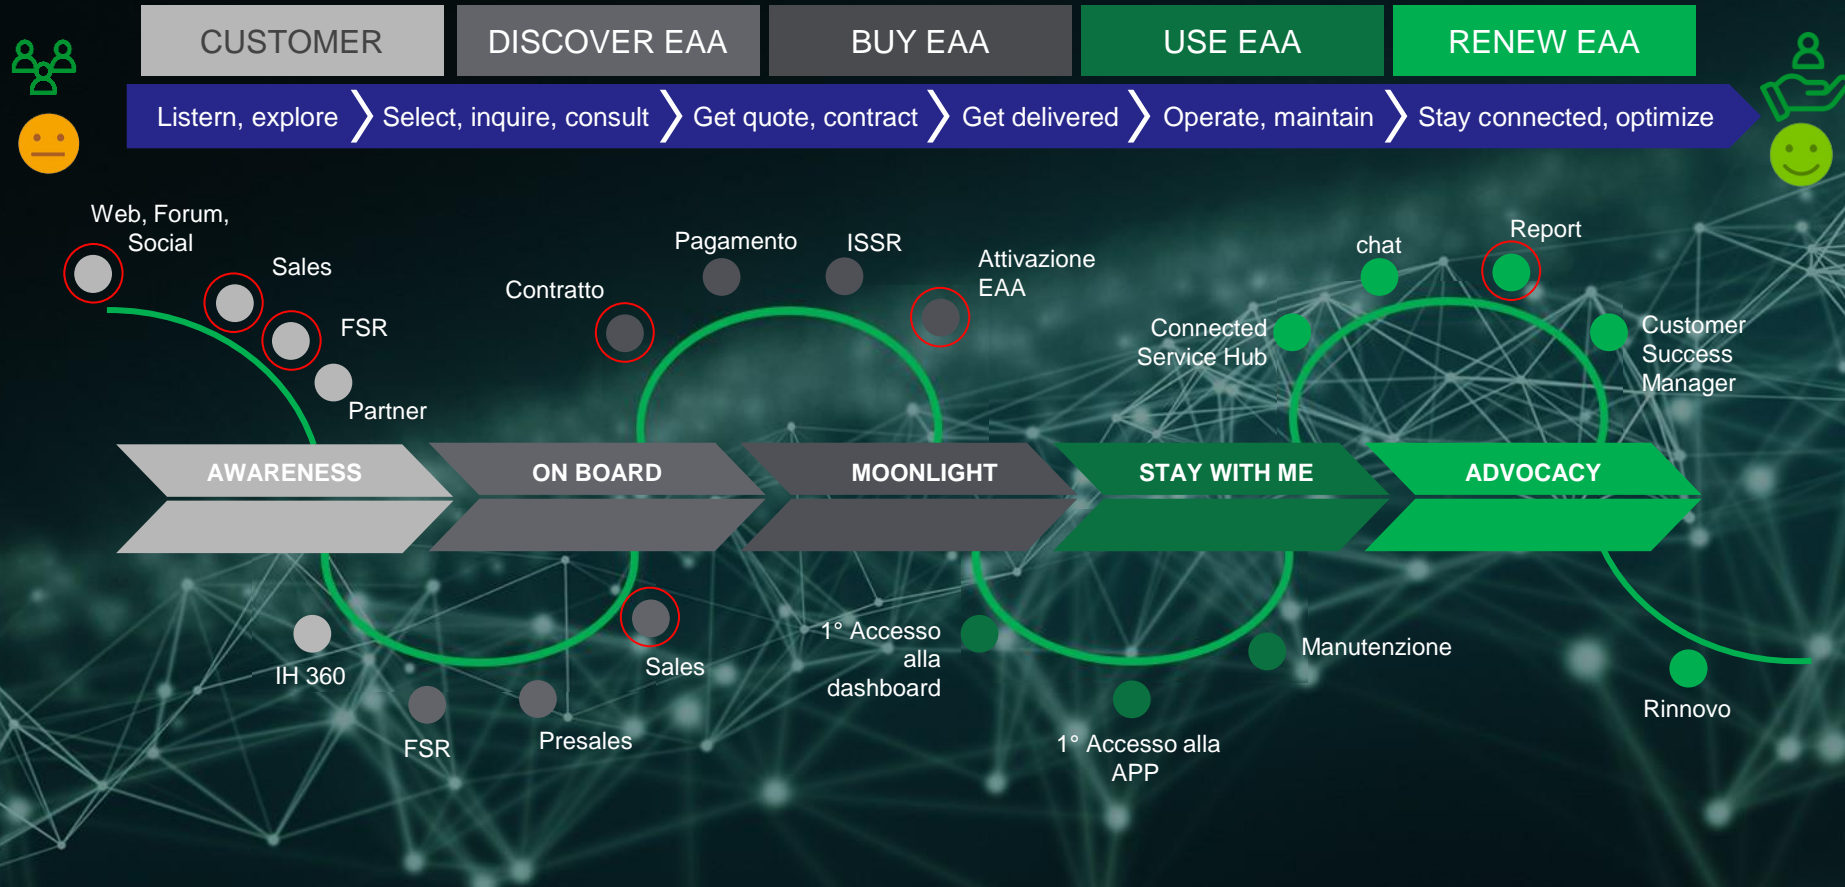 CUSTOMER
DISCOVER EAA
BUY EAA
USE EAA
RENEW EAA
Listern, explore
Select, inquire, consult
Get quote, contract
Get delivered
Operate, maintain
Stay connected, optimize
Web, Forum,
Social
Sales
FSR
Partner
Contratto
Pagamento
ISSR
Attivazione
EAA
Connected
Service Hub
chat
Report
Customer
Success
Manager
AWARENESS
ON BOARD
MOONLIGHT
STAY WITH ME
ADVOCACY
IH 360
FSR
Presales
Sales
1° Accesso
alla
dashboard
1° Accesso alla
APP
Manutenzione
Rinnovo